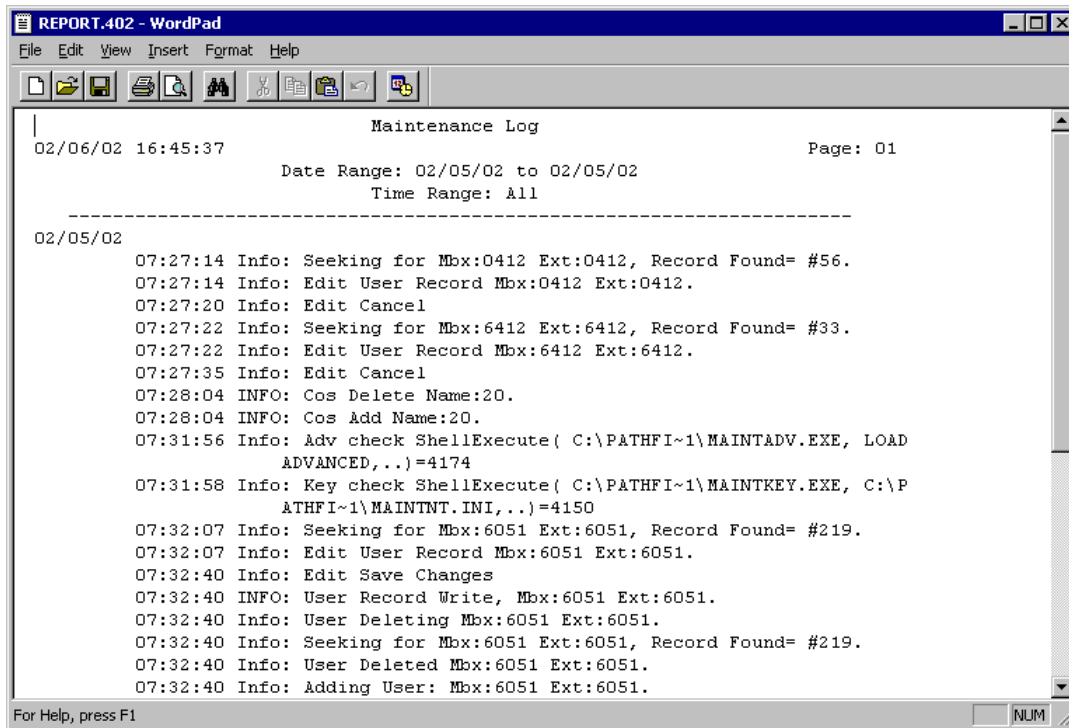 REPORT.402 - WordPad
File Edit View Insert Format Help
Maintenance Log
02/06/02 16:45:37 Page: 01
Date Range: 02/05/02 to 02/05/02
Time Range: All
----------------------------------------------------------------------
02/05/02
07:27:14 Info: Seeking for Mbx:0412 Ext:0412, Record Found= #56.
07:27:14 Info: Edit User Record Mbx:0412 Ext:0412.
07:27:20 Info: Edit Cancel
07:27:22 Info: Seeking for Mbx:6412 Ext:6412, Record Found= #33.
07:27:22 Info: Edit User Record Mbx:6412 Ext:6412.
07:27:35 Info: Edit Cancel
07:28:04 INFO: Cos Delete Name:20.
07:28:04 INFO: Cos Add Name:20.
07:31:56 Info: Adv check ShellExecute( C:\PATHFI~1\MAINTADV.EXE, LOAD
ADVANCED,..)=4174
07:31:58 Info: Key check ShellExecute( C:\PATHFI~1\MAINTKEY.EXE, C:\P
ATHFI~1\MAINTNT.INI,..)=4150
07:32:07 Info: Seeking for Mbx:6051 Ext:6051, Record Found= #219.
07:32:07 Info: Edit User Record Mbx:6051 Ext:6051.
07:32:40 Info: Edit Save Changes
07:32:40 INFO: User Record Write, Mbx:6051 Ext:6051.
07:32:40 Info: User Deleting Mbx:6051 Ext:6051.
07:32:40 Info: Seeking for Mbx:6051 Ext:6051, Record Found= #219.
07:32:40 Info: User Deleted Mbx:6051 Ext:6051.
07:32:40 Info: Adding User: Mbx:6051 Ext:6051.
For Help, press F1 NUM